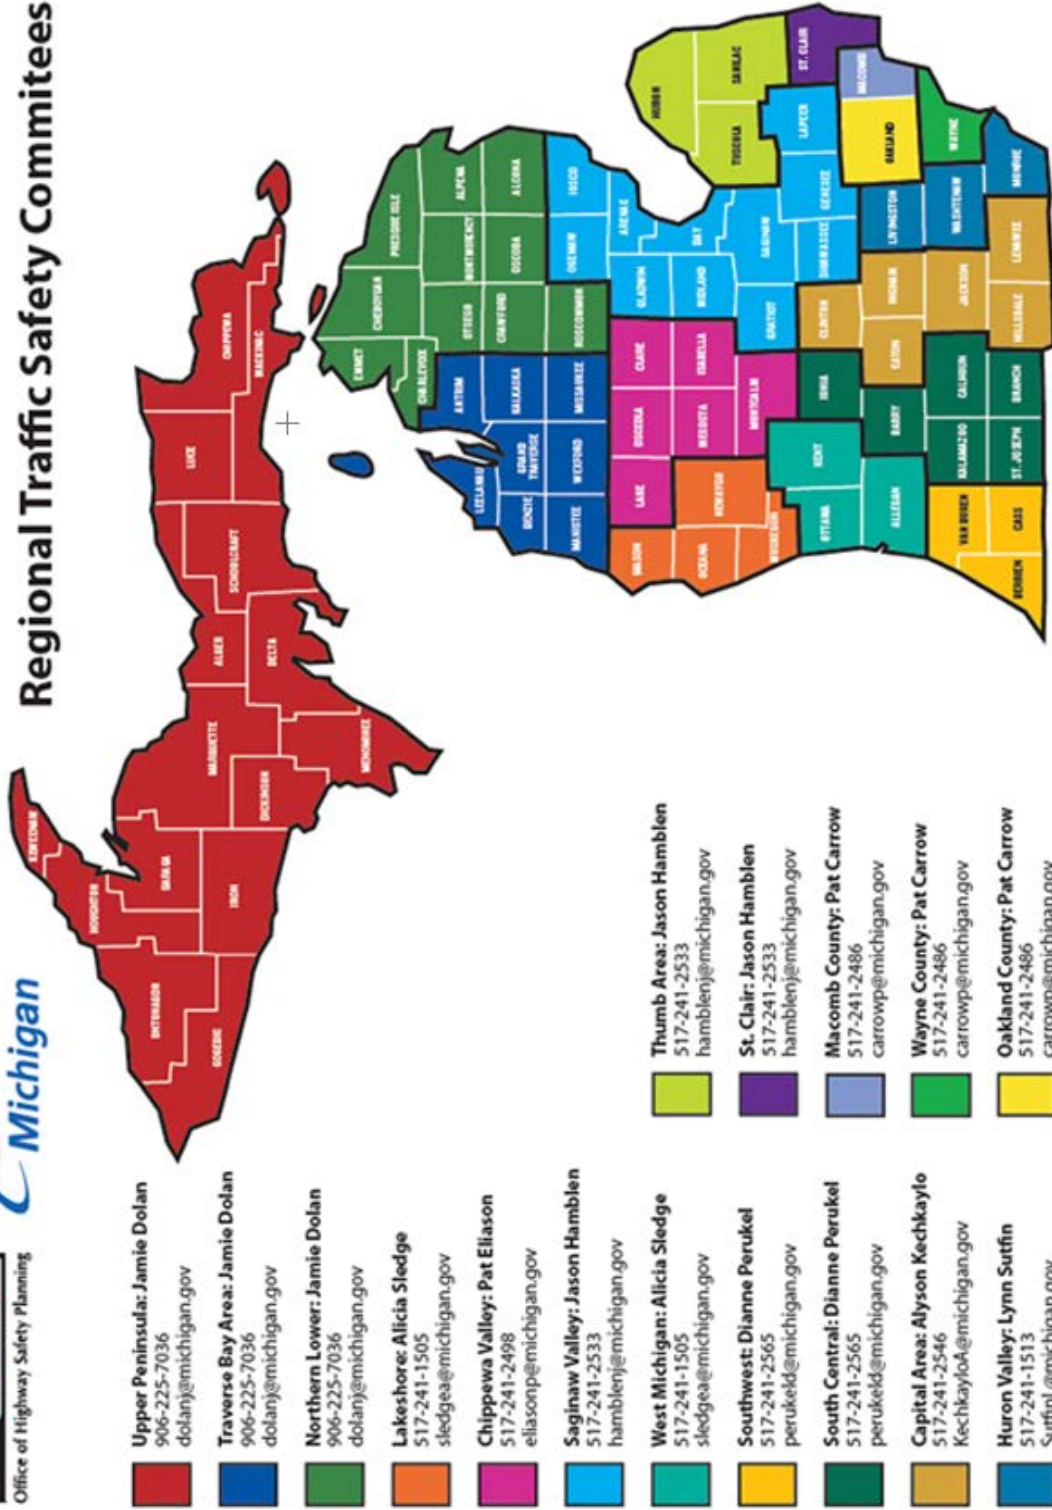 Office of Highway Safety Planning
Michigan
Regional Traffic Safety Committees
Upper Peninsula: Jamie Dolan
906-225-7036
dolanj@michigan.gov
Traverse Bay Area: Jamie Dolan
906-225-7036
dolanj@michigan.gov
Northern Lower: Jamie Dolan
906-225-7036
dolanj@michigan.gov
Lakeshore: Alicia Sledge
517-241-1505
sledgea@michigan.gov
Chippewa Valley: Pat Eliason
517-241-2498
eliasonp@michigan.gov
Saginaw Valley: Jason Hamblen
517-241-2533
hamblenj@michigan.gov
West Michigan: Alicia Sledge
517-241-1505
sledgea@michigan.gov
Southwest: Dianne Perukel
517-241-2565
perukeld@michigan.gov
South Central: Dianne Perukel
517-241-2565
perukeld@michigan.gov
Capital Area: Alyson Kechkaylo
517-241-2546
KechkayloA@michigan.gov
Huron Valley: Lynn Sutfin
517-241-1513
SutfinL@michigan.gov
Thumb Area: Jason Hamblen
517-241-2533
hamblenj@michigan.gov
St. Clair: Jason Hamblen
517-241-2533
hamblenj@michigan.gov
Macomb County: Pat Carrow
517-241-2486
carrowp@michigan.gov
Wayne County: Pat Carrow
517-241-2486
carrowp@michigan.gov
Oakland County: Pat Carrow
517-241-2486
carrowp@michigan.gov
KEWEENAW
HOUGHTON
ONTONAGON
GOGEBIC
BARAGA
IRON
MARQUETTE
DICKINSON
MENOMINEE
ALGER
DELTA
SCHOOLCRAFT
LUCE
CHIPPEWA
MACKINAC
EMMET
CHEBOYGAN
PRESQUE ISLE
CHARLEVOIX
ANTRIM
OTSEGO
MONTMORENCY
ALPENA
LEELANAU
BENZIE
GRAND
TRAVERSE
KALKASKA
CRAWFORD
OSCODA
ALCONA
MANISTEE
WEXFORD
MISSAUKEE
ROSCOMMON
OGEMAW
IOSCO
MASON
LAKE
OSCEOLA
CLARE
GLADWIN
ARENAC
HURON
OCEANA
NEWAYGO
MECOSTA
ISABELLA
MIDLAND
BAY
TUSCOLA
SANILAC
MUSKEGON
MONTCALM
GRATIOT
SAGINAW
OTTAWA
KENT
IONIA
CLINTON
SHIAWASSEE
GENESEE
LAPEER
ST. CLAIR
ALLEGAN
BARRY
EATON
INGHAM
LIVINGSTON
OAKLAND
MACOMB
VAN BUREN
KALAMAZOO
CALHOUN
JACKSON
WASHTENAW
WAYNE
BERRIEN
CASS
ST. JOSEPH
BRANCH
HILLSDALE
LENAWEE
MONROE